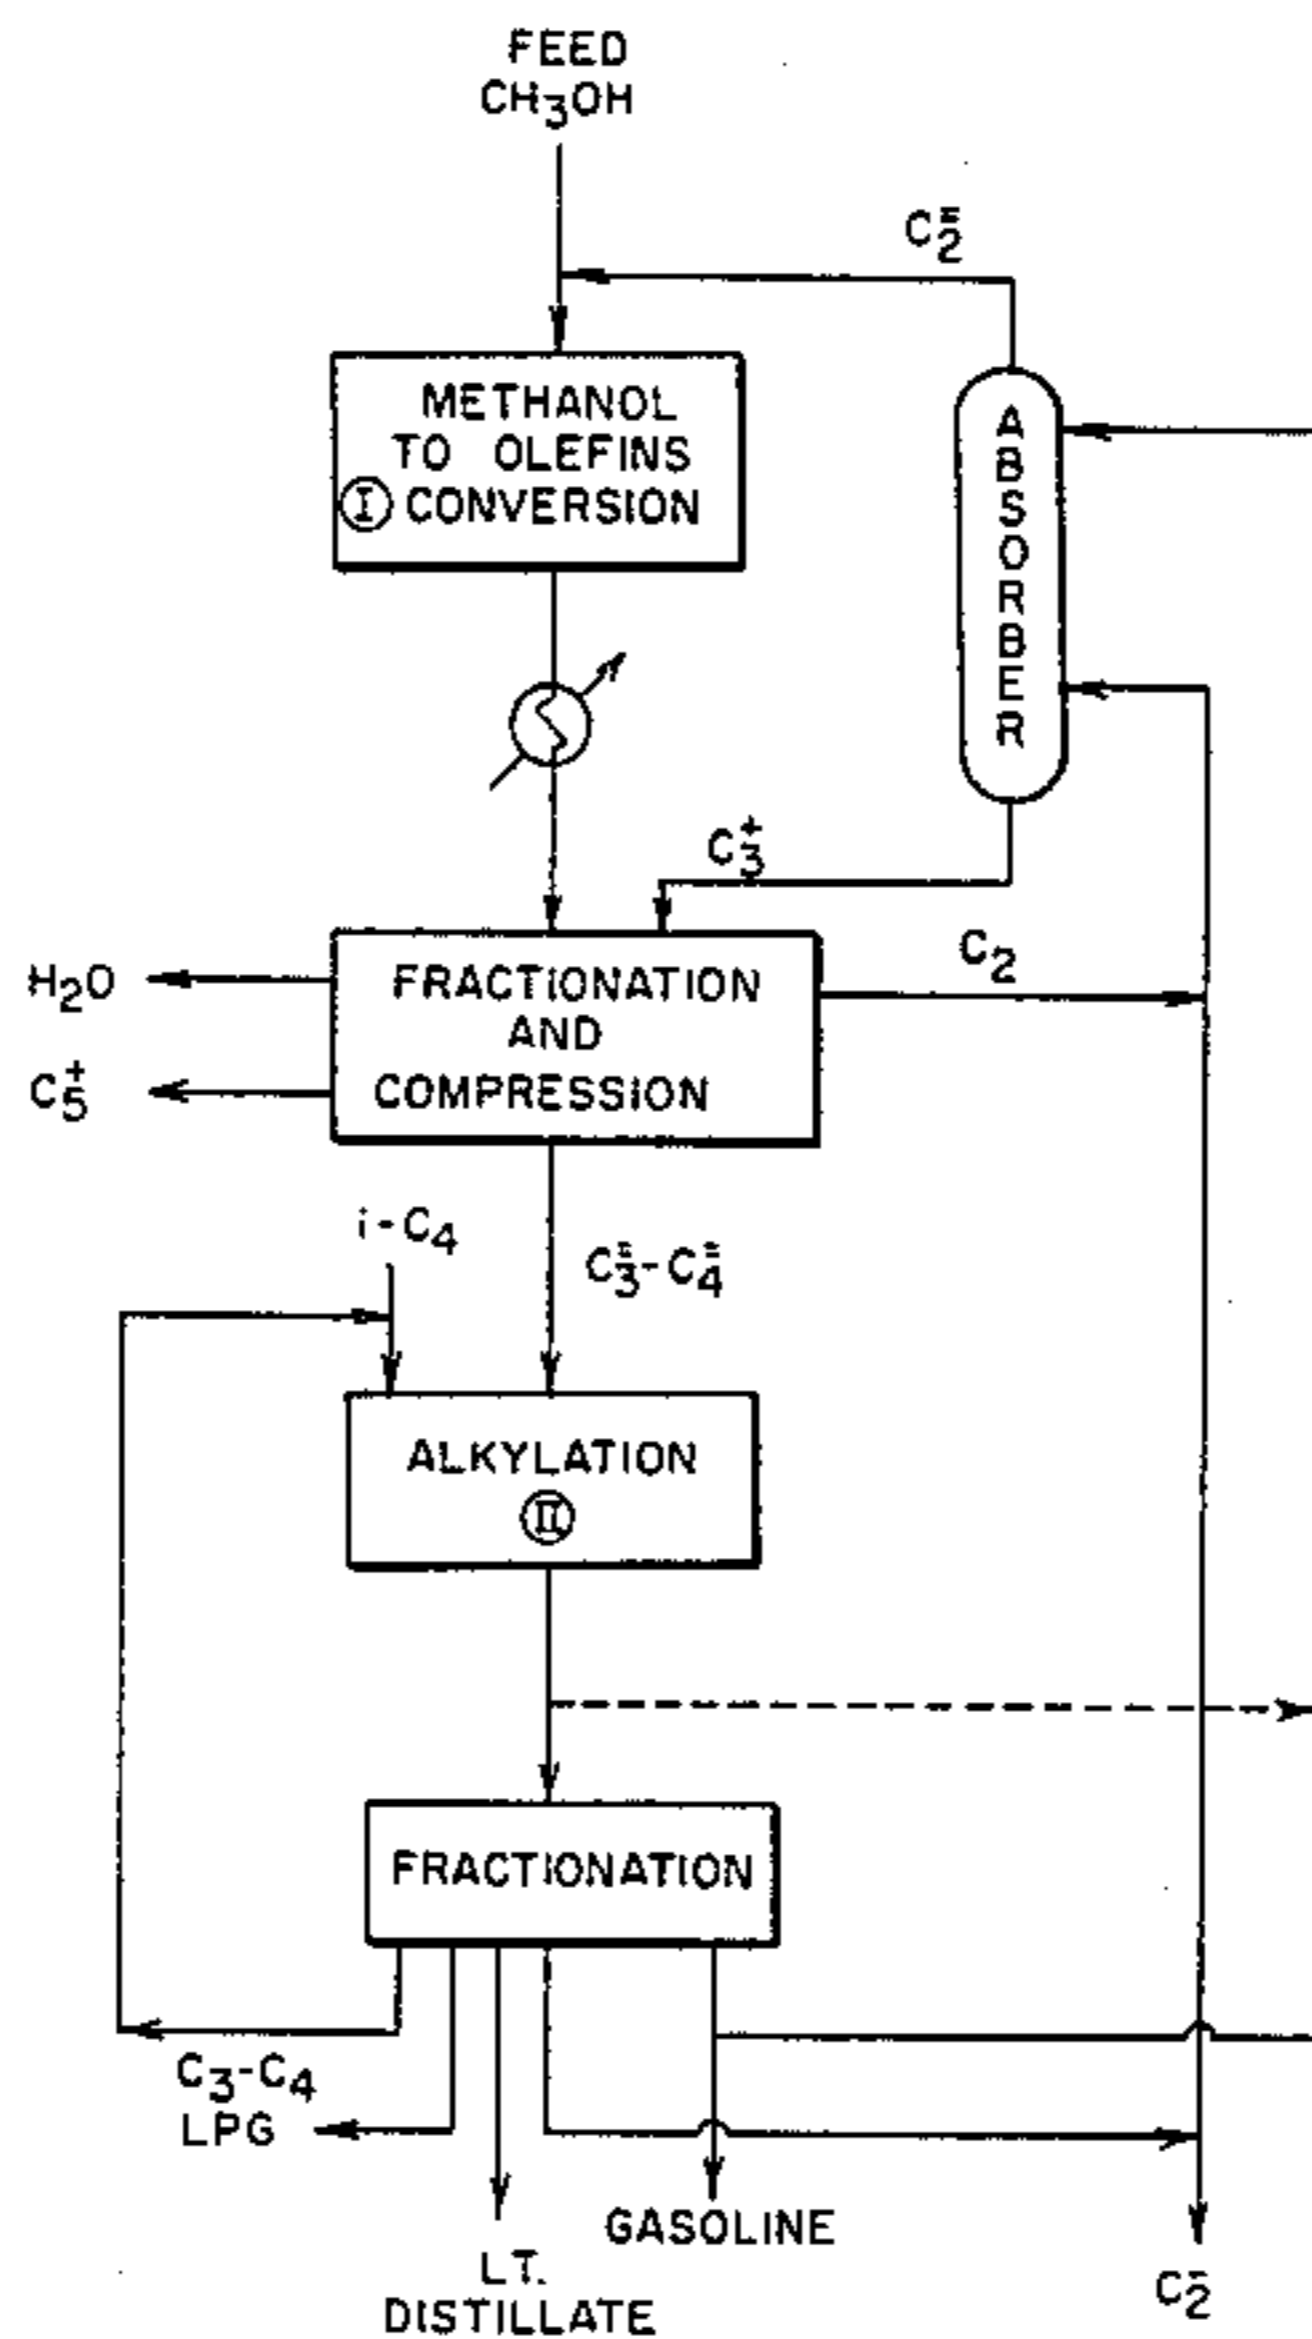 FEED
CH₃OH
C₂⁼
METHANOL
TO OLEFINS
Ⓘ CONVERSION
ABSORBER
C₃⁺
C₂
H₂O
FRACTIONATION
AND
COMPRESSION
C₅⁺
i-C₄
C₃⁼-C₄⁼
ALKYLATION
Ⅱ
FRACTIONATION
C₃-C₄
LPG
GASOLINE
LT.
DISTILLATE
C₂⁻